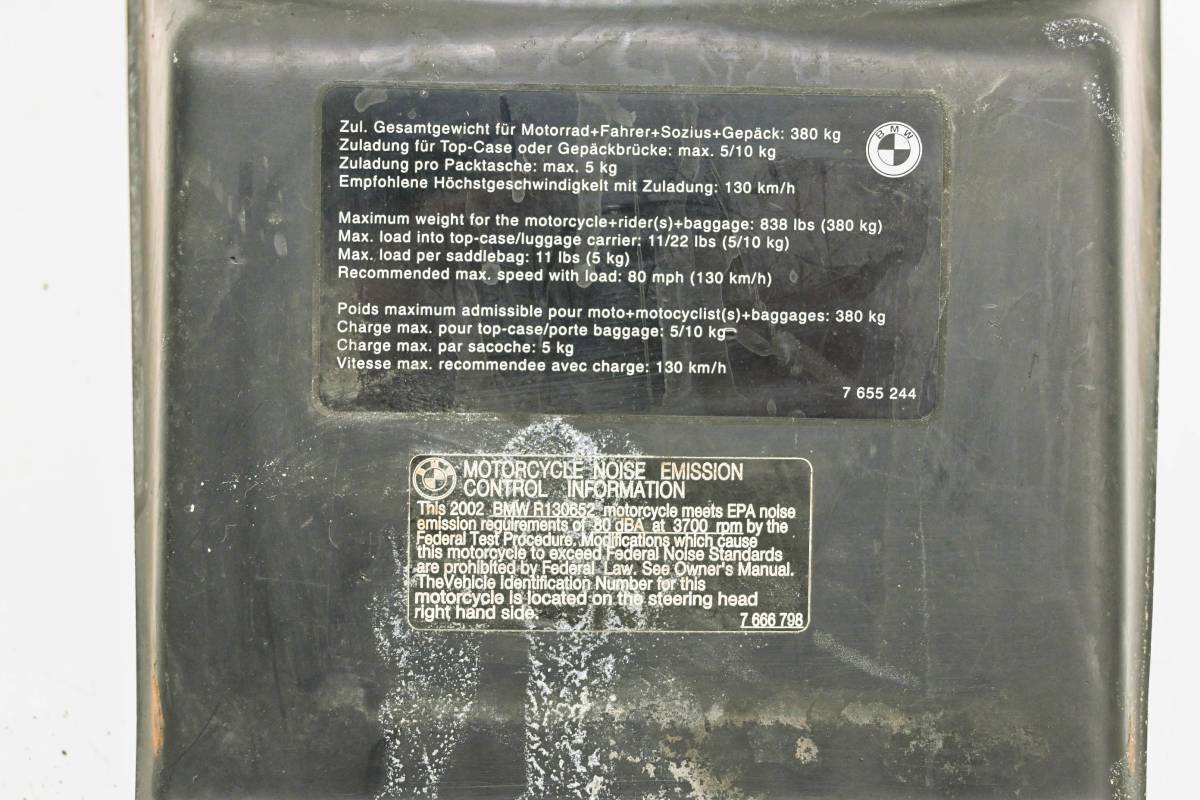 Zul. Gesamtgewicht für Motorrad+Fahrer+Sozius+Gepäck: 380 kg
Zuladung für Top-Case oder Gepäckbrücke: max. 5/10 kg
Zuladung pro Packtasche: max. 5 kg
Empfohlene Höchstgeschwindigkeit mit Zuladung: 130 km/h
BMW
Maximum weight for the motorcycle+rider(s)+baggage: 838 lbs (380 kg)
Max. load into top-case/luggage carrier: 11/22 lbs (5/10 kg)
Max. load per saddlebag: 11 lbs (5 kg)
Recommended max. speed with load: 80 mph (130 km/h)
Poids maximum admissible pour moto+motocyclist(s)+baggages: 380 kg
Charge max. pour top-case/porte baggage: 5/10 kg
Charge max. par sacoche: 5 kg
Vitesse max. recommendee avec charge: 130 km/h
7 655 244
BMW
MOTORCYCLE NOISE EMISSION
CONTROL INFORMATION
This 2002 BMW R130652 motorcycle meets EPA noise
emission requirements of 80 dBA at 3700 rpm by the
Federal Test Procedure. Modifications which cause
this motorcycle to exceed Federal Noise Standards
are prohibited by Federal Law. See Owner's Manual.
TheVehicle Identification Number for this
motorcycle is located on the steering head
right hand side.
7 666 798